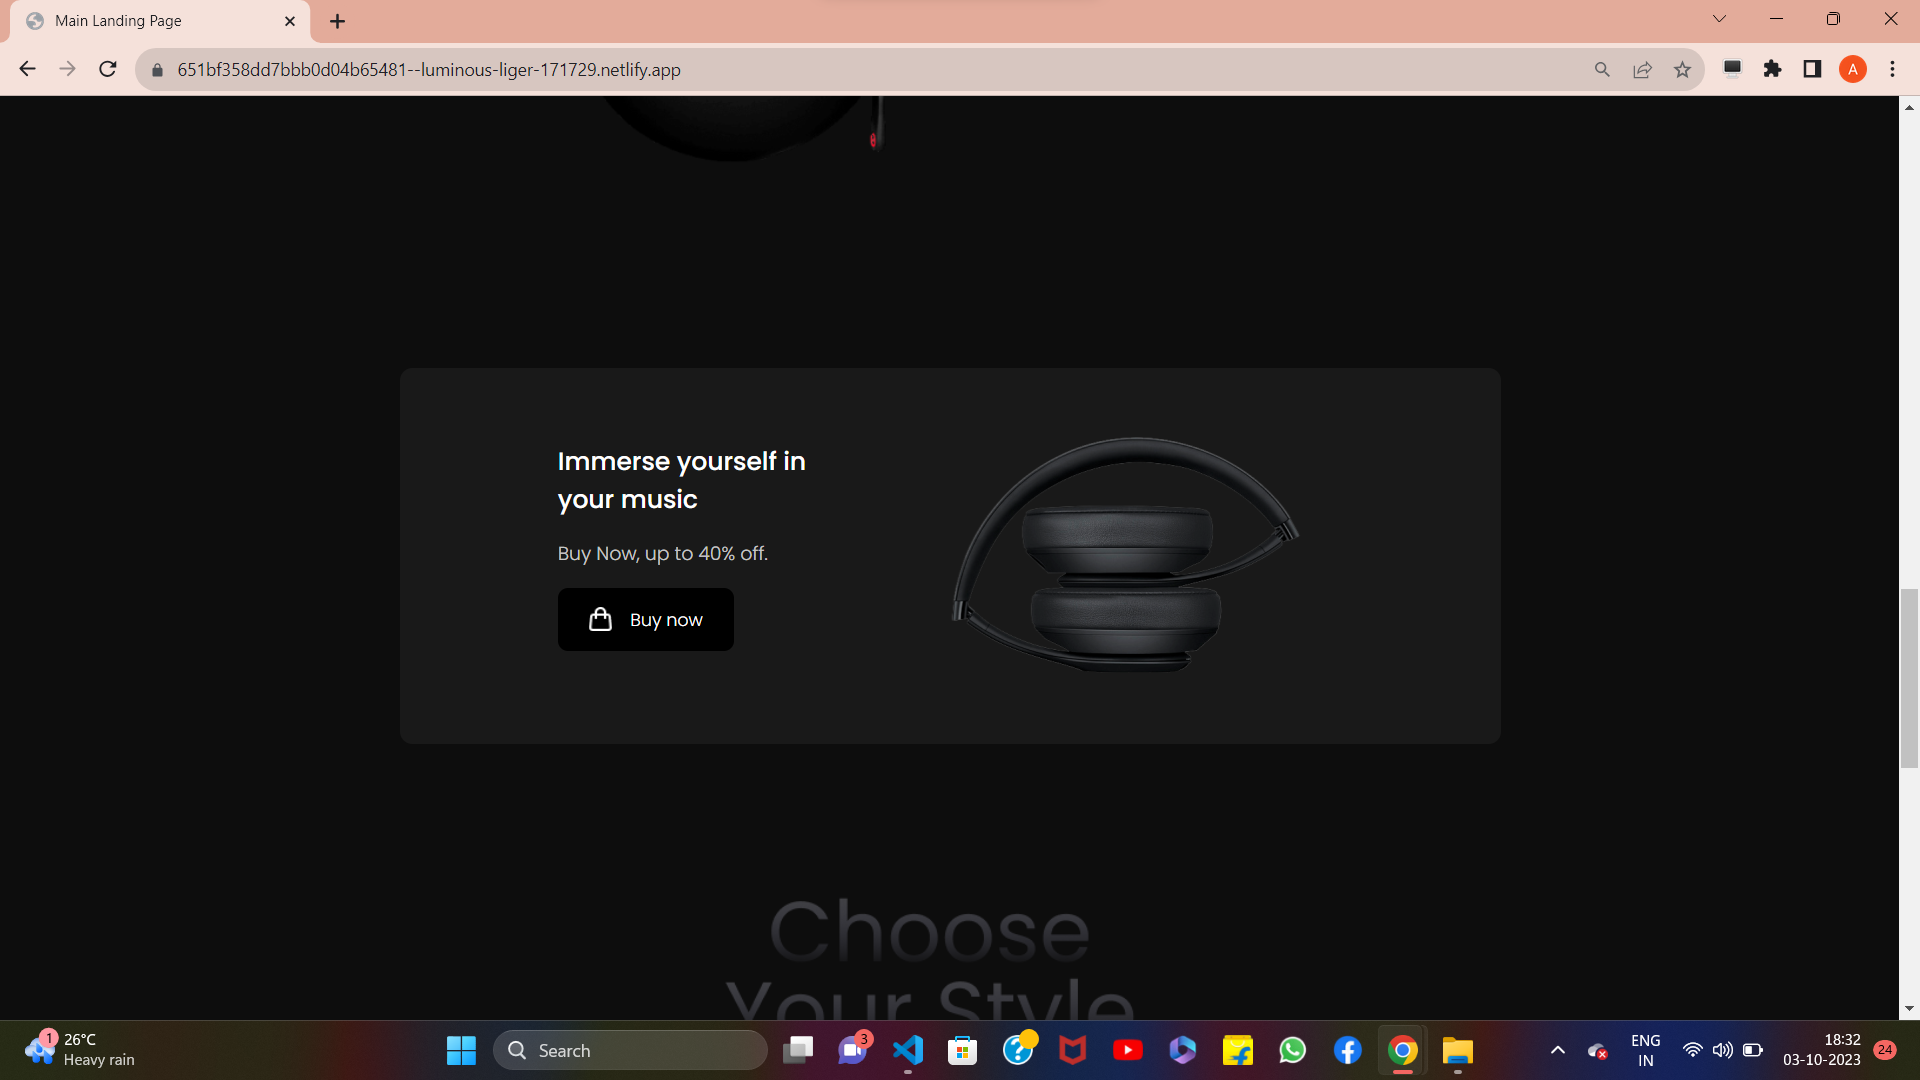 Main Landing Page
651bf358dd7bbb0d04b65481--luminous-liger-171729.netlify.app
A
Immerse yourself in
your music
Buy Now, up to 40% off.
Buy now
Choose
Your Style
1
26°C
Heavy rain
Search
3
ENG
IN
18:32
03-10-2023
24